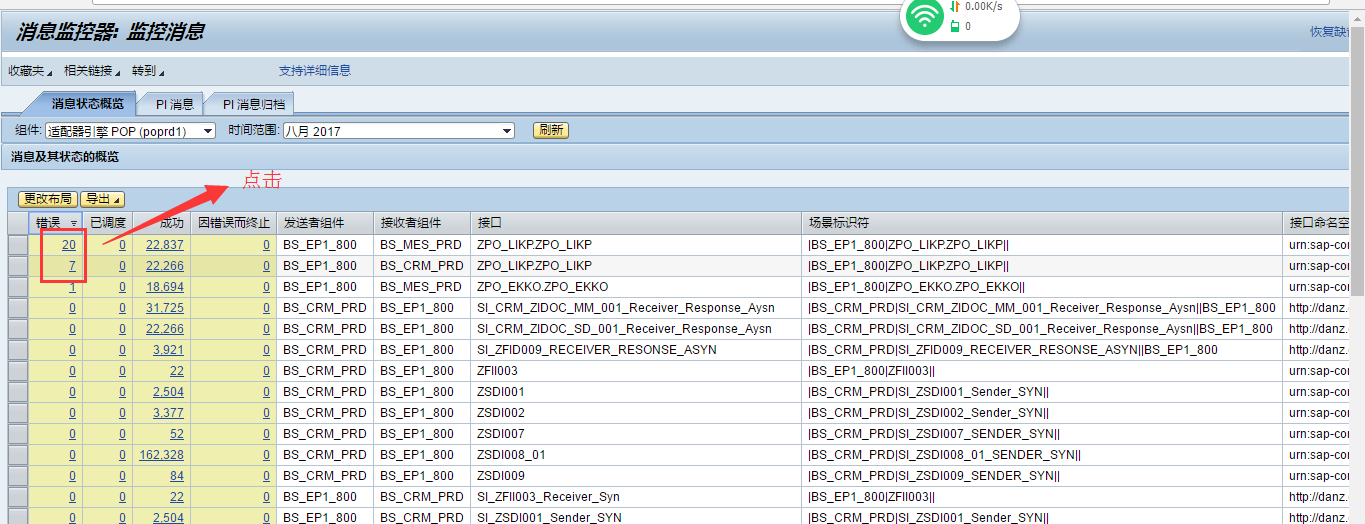 0.00K/s
0
消息监控器: 监控消息
恢复缺省
收藏夹 相关链接 转到 支持详细信息
消息状态概览 PI 消息 PI 消息归档
组件: 适配器引擎 POP (poprd1) 时间范围: 八月 2017 刷新
消息及其状态的概览
点击
更改布局 导出
错误 已调度 成功 因错误而终止 发送者组件 接收者组件 接口 场景标识符 接口命名空
20 0 22.837 0 BS_EP1_800 BS_MES_PRD ZPO_LIKP.ZPO_LIKP |BS_EP1_800|ZPO_LIKP.ZPO_LIKP|| urn:sap-co
7 0 22.266 0 BS_EP1_800 BS_CRM_PRD ZPO_LIKP.ZPO_LIKP |BS_EP1_800|ZPO_LIKP.ZPO_LIKP|| urn:sap-co
1 0 18.694 0 BS_EP1_800 BS_MES_PRD ZPO_EKKO.ZPO_EKKO |BS_EP1_800|ZPO_EKKO.ZPO_EKKO|| urn:sap-co
0 0 31.725 0 BS_CRM_PRD BS_EP1_800 SI_CRM_ZIDOC_MM_001_Receiver_Response_Aysn |BS_CRM_PRD|SI_CRM_ZIDOC_MM_001_Receiver_Response_Aysn||BS_EP1_800 http://danz.
0 0 22.266 0 BS_CRM_PRD BS_EP1_800 SI_CRM_ZIDOC_SD_001_Receiver_Response_Aysn |BS_CRM_PRD|SI_CRM_ZIDOC_SD_001_Receiver_Response_Aysn||BS_EP1_800 http://danz.
0 0 3,921 0 BS_CRM_PRD BS_EP1_800 SI_ZFID009_RECEIVER_RESONSE_ASYN |BS_CRM_PRD|SI_ZFID009_RECEIVER_RESONSE_ASYN||BS_EP1_800 http://danz.
0 0 22 0 BS_CRM_PRD BS_EP1_800 ZFII003 |BS_EP1_800|ZFII003|| urn:sap-co
0 0 2,504 0 BS_CRM_PRD BS_EP1_800 ZSDI001 |BS_CRM_PRD|SI_ZSDI001_Sender_SYN|| urn:sap-co
0 0 3.377 0 BS_CRM_PRD BS_EP1_800 ZSDI002 |BS_CRM_PRD|SI_ZSDI002_Sender_SYN|| urn:sap-co
0 0 52 0 BS_CRM_PRD BS_EP1_800 ZSDI007 |BS_CRM_PRD|SI_ZSDI007_SENDER_SYN|| urn:sap-co
0 0 162.328 0 BS_CRM_PRD BS_EP1_800 ZSDI008_01 |BS_CRM_PRD|SI_ZSDI008_01_SENDER_SYN|| urn:sap-co
0 0 84 0 BS_CRM_PRD BS_EP1_800 ZSDI009 |BS_CRM_PRD|SI_ZSDI009_SENDER_SYN|| urn:sap-co
0 0 22 0 BS_EP1_800 BS_CRM_PRD SI_ZFII003_Receiver_Syn |BS_EP1_800|ZFII003|| http://danz.
0 0 2,504 0 BS_CRM_PRD BS_EP1_800 SI_ZSDI001_Sender_SYN |BS_CRM_PRD|SI_ZSDI001_Sender_SYN|| http://danz.